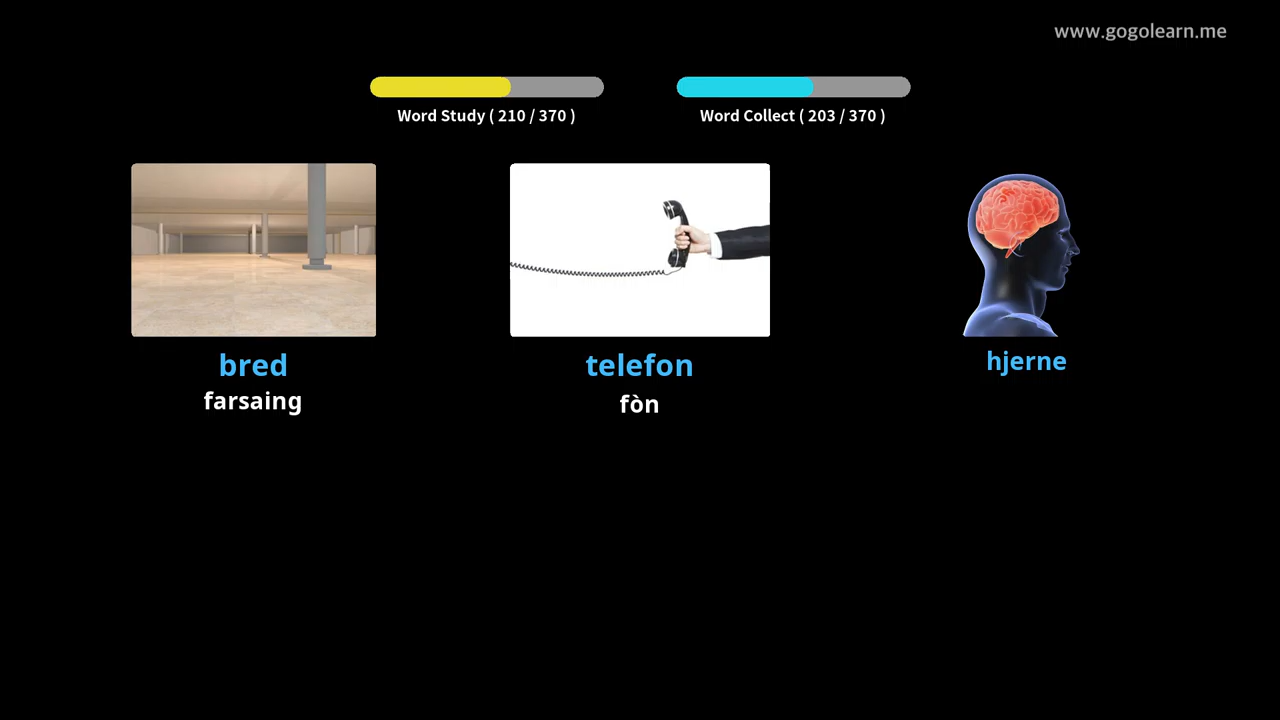 www.gogolearn.me
Word Study ( 210 / 370 )
Word Collect ( 203 / 370 )
bred
farsaing
telefon
fòn
hjerne